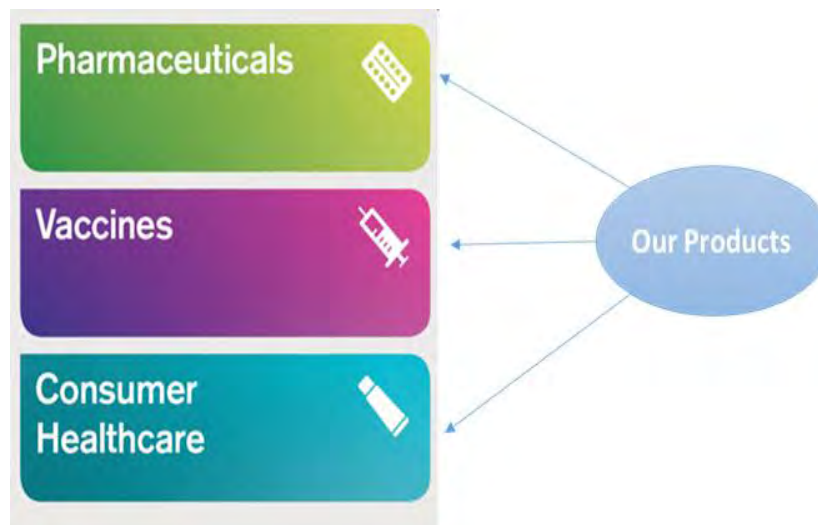 Pharmaceuticals
Vaccines
Our Products
Consumer
Healthcare